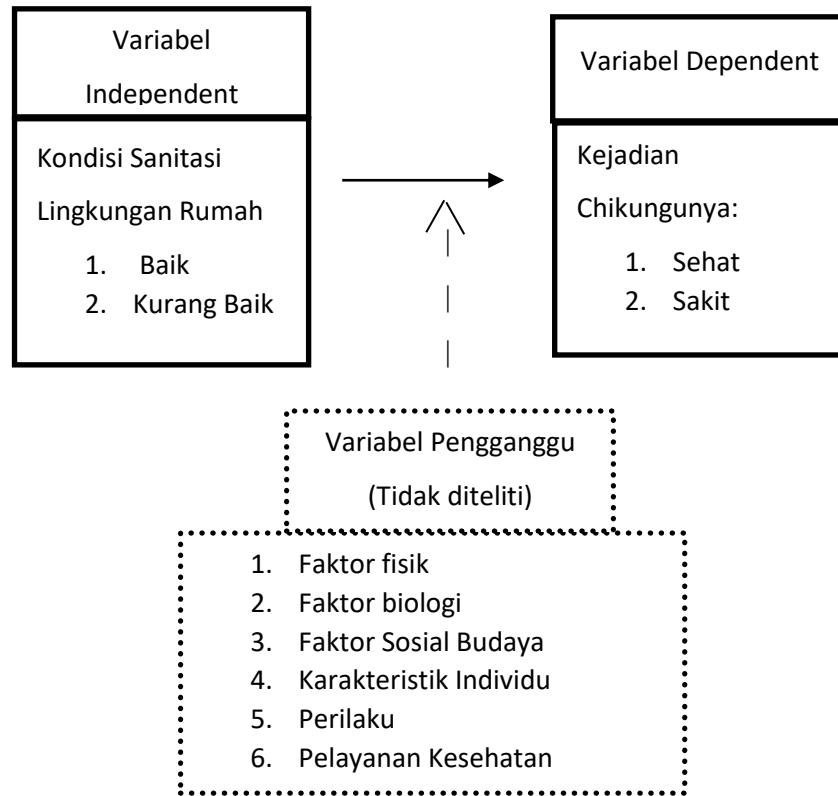 Variabel
Independent
Kondisi Sanitasi
Lingkungan Rumah
1. Baik
2. Kurang Baik
Variabel Dependent
Kejadian
Chikungunya:
1. Sehat
2. Sakit
Variabel Pengganggu
(Tidak diteliti)
1. Faktor fisik
2. Faktor biologi
3. Faktor Sosial Budaya
4. Karakteristik Individu
5. Perilaku
6. Pelayanan Kesehatan